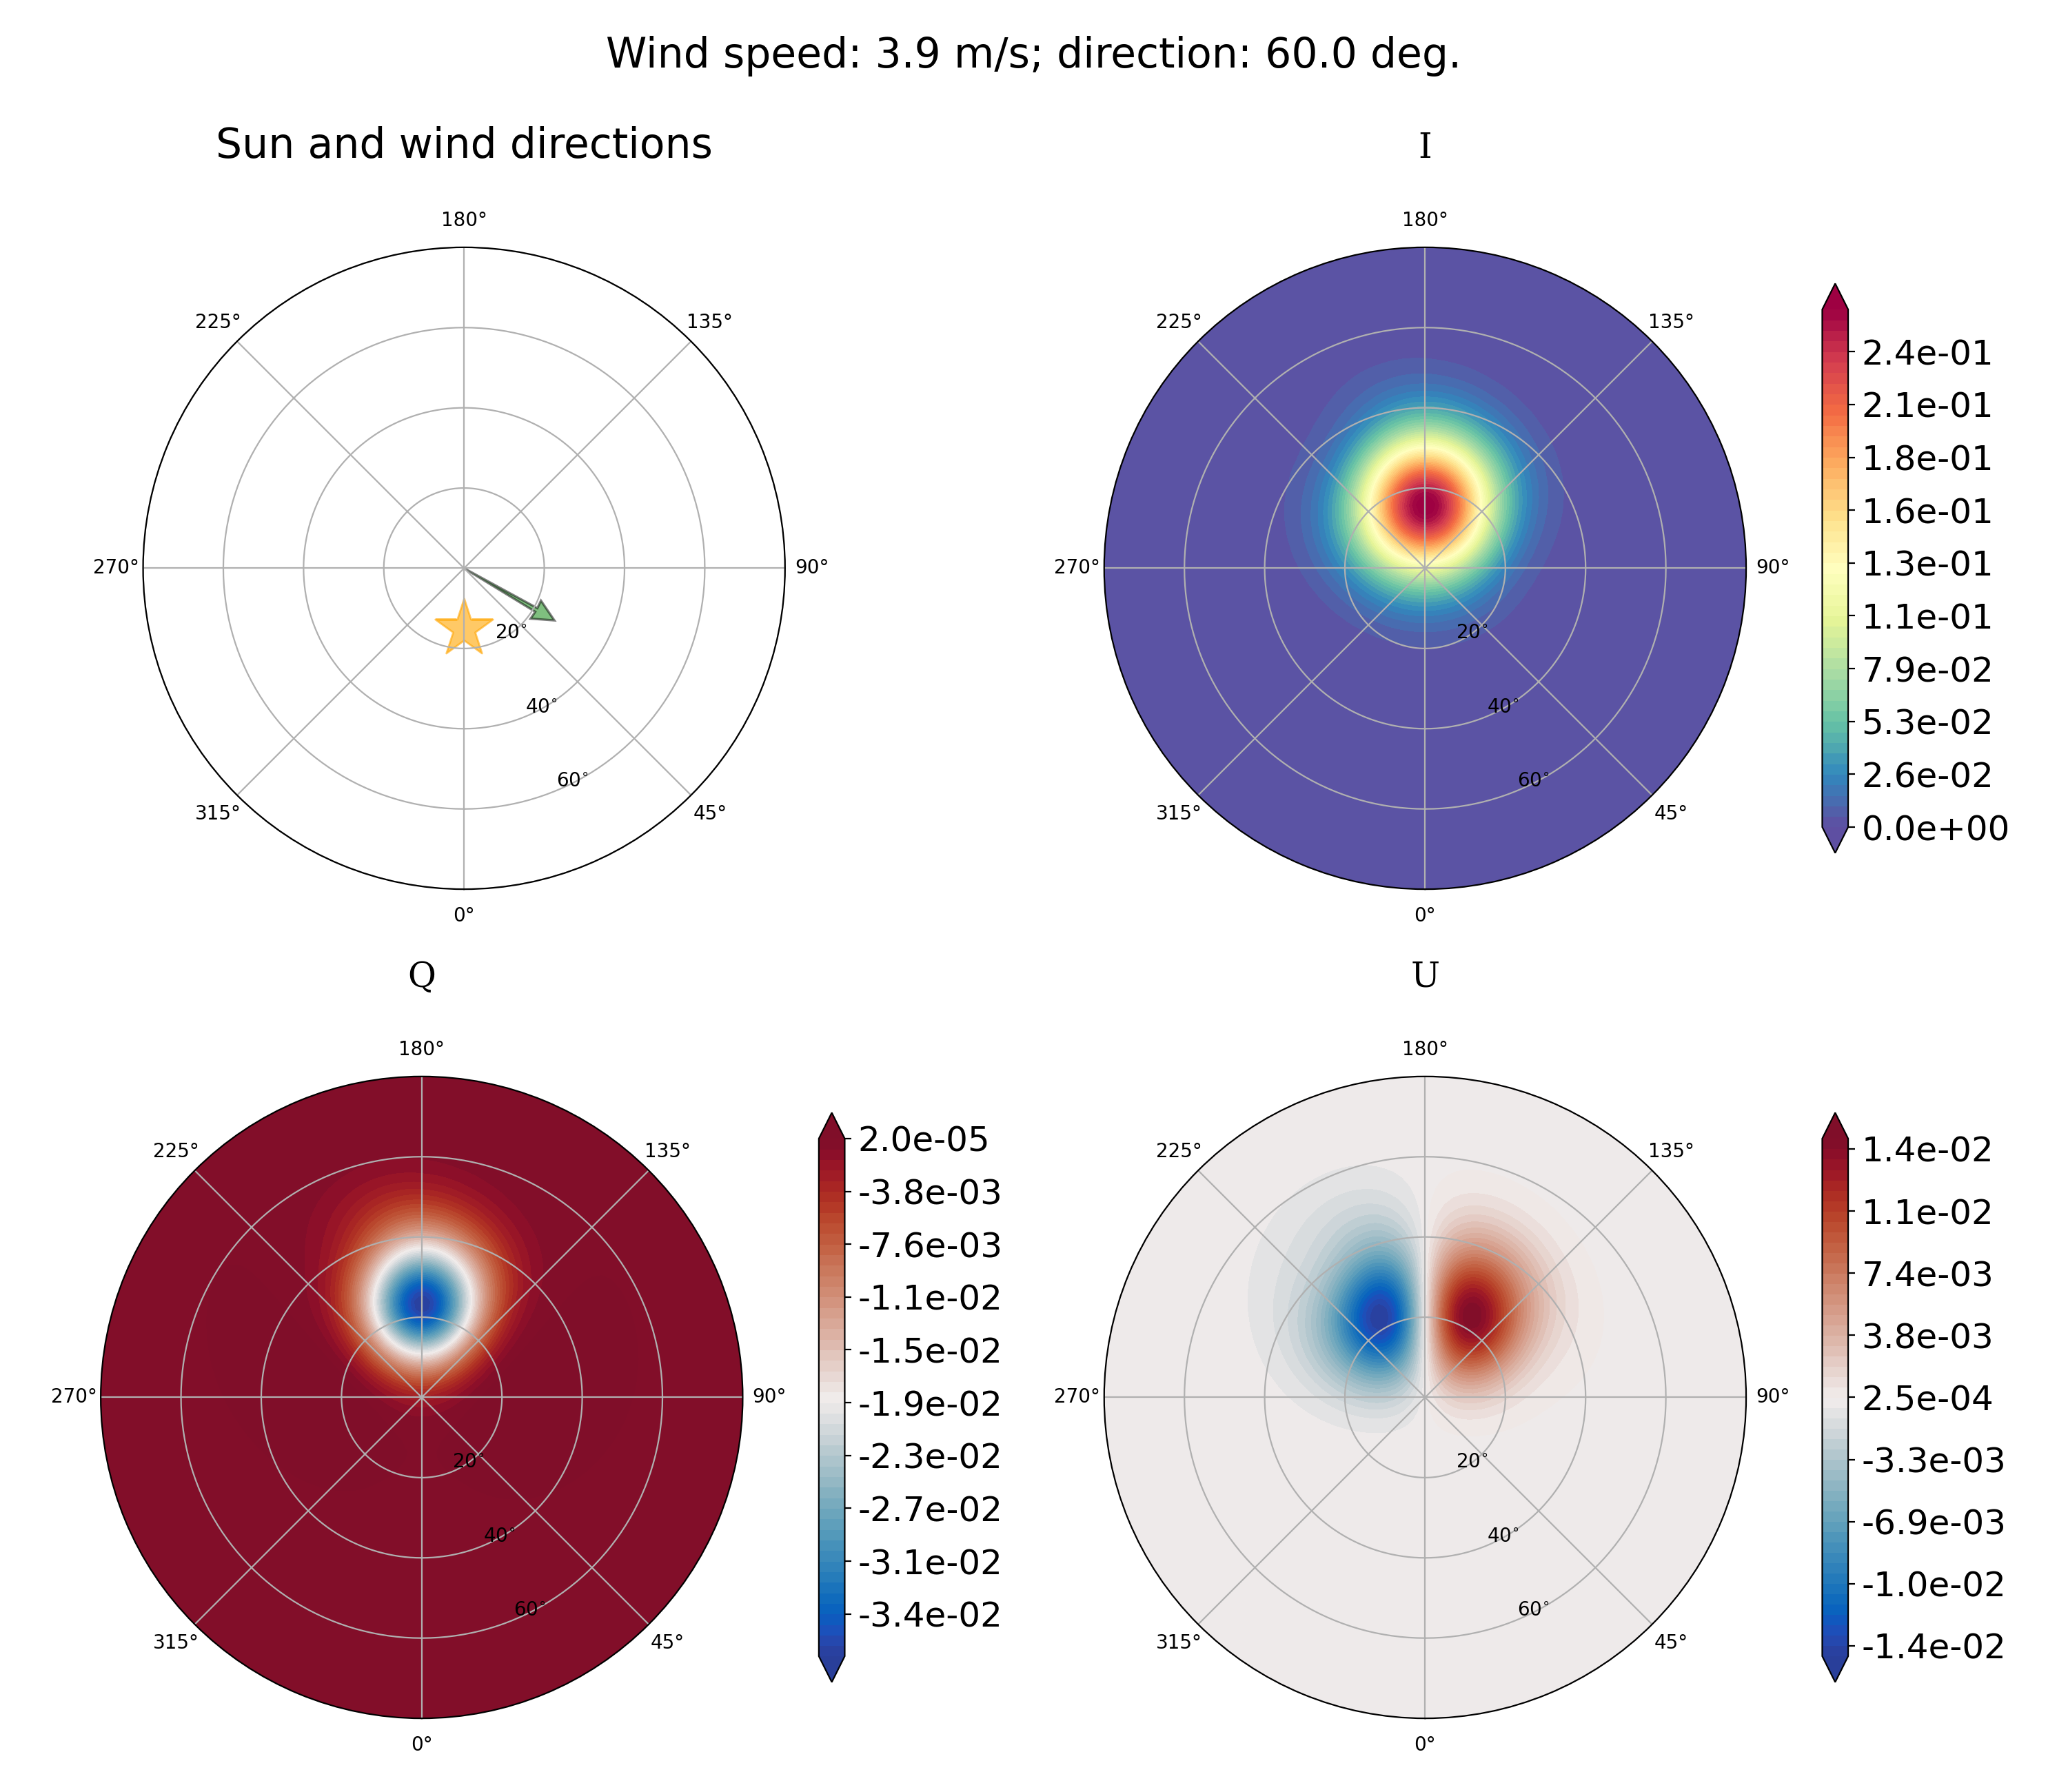 Wind speed: 3.9 m/s; direction: 60.0 deg.
Sun and wind directions
180°
225°
135°
270°
90°
20°
40°
60°
315°
45°
0°
I
180°
225°
135°
270°
90°
20°
40°
60°
315°
45°
0°
2.4e-01
2.1e-01
1.8e-01
1.6e-01
1.3e-01
1.1e-01
7.9e-02
5.3e-02
2.6e-02
0.0e+00
Q
180°
225°
135°
270°
90°
20°
40°
60°
315°
45°
0°
2.0e-05
-3.8e-03
-7.6e-03
-1.1e-02
-1.5e-02
-1.9e-02
-2.3e-02
-2.7e-02
-3.1e-02
-3.4e-02
U
180°
225°
135°
270°
90°
20°
40°
60°
315°
45°
0°
1.4e-02
1.1e-02
7.4e-03
3.8e-03
2.5e-04
-3.3e-03
-6.9e-03
-1.0e-02
-1.4e-02